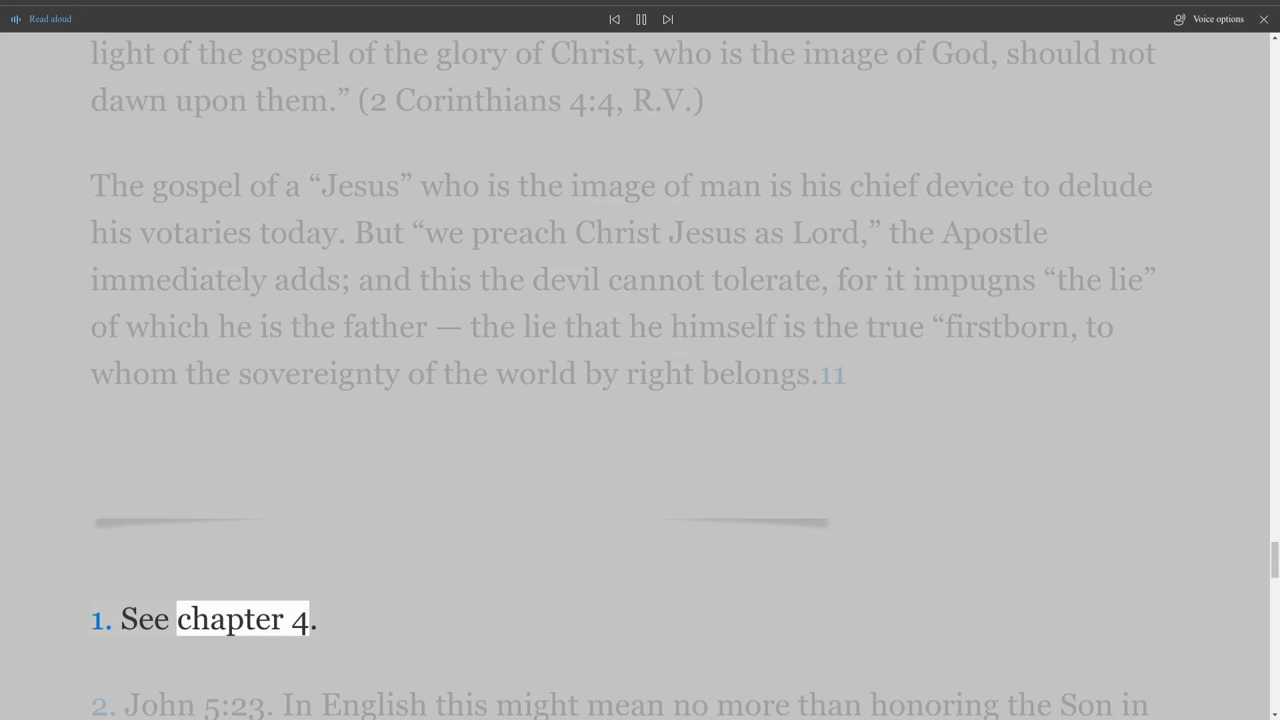 Read aloud
Voice options
light of the gospel of the glory of Christ, who is the image of God, should not
dawn upon them.” (2 Corinthians 4:4, R.V.)
The gospel of a “Jesus” who is the image of man is his chief device to delude
his votaries today. But “we preach Christ Jesus as Lord,” the Apostle
immediately adds; and this the devil cannot tolerate, for it impugns “the lie”
of which he is the father — the lie that he himself is the true “firstborn, to
whom the sovereignty of the world by right belongs.11
1. See chapter 4.
2. John 5:23. In English this might mean no more than honoring the Son in